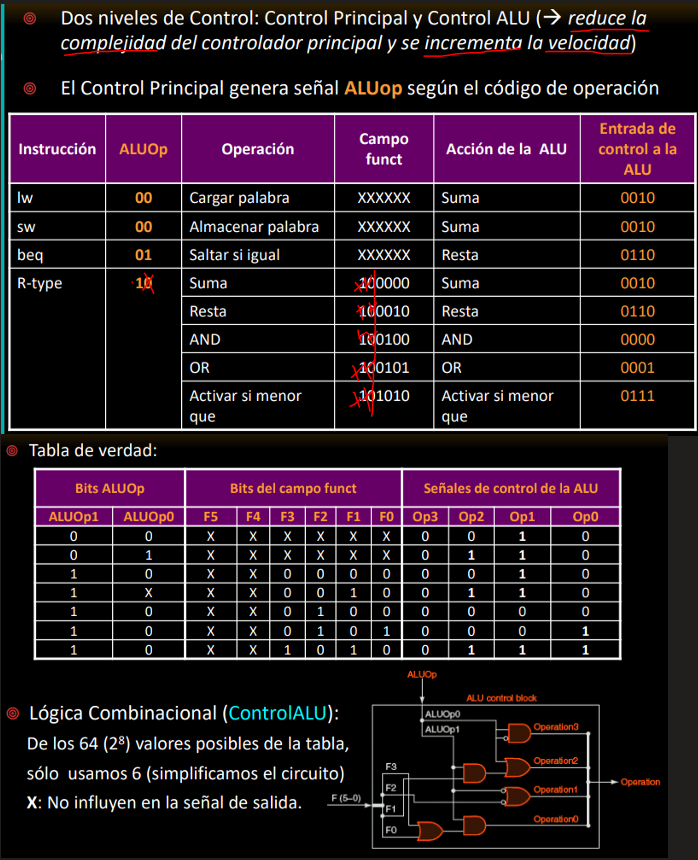 Dos niveles de Control: Control Principal y Control ALU (→ reduce la
complejidad del controlador principal y se incrementa la velocidad)
El Control Principal genera señal ALUop según el código de operación
Instrucción ALUOp Operación Campo funct Acción de la ALU Entrada de control a la ALU
lw 00 Cargar palabra XXXXXX Suma 0010
sw 00 Almacenar palabra XXXXXX Suma 0010
beq 01 Saltar si igual XXXXXX Resta 0110
R-type 10 Suma 100000 Suma 0010
Resta 100010 Resta 0110
AND 100100 AND 0000
OR 100101 OR 0001
Activar si menor que 101010 Activar si menor que 0111
Tabla de verdad:
Bits ALUOp Bits del campo funct Señales de control de la ALU
ALUOp1 ALUOp0 F5 F4 F3 F2 F1 F0 Op3 Op2 Op1 Op0
0 0 X X X X X X 0 0 1 0
0 1 X X X X X X 0 1 1 0
1 0 X X 0 0 0 0 0 0 1 0
1 X X X 0 0 1 0 0 1 1 0
1 0 X X 0 1 0 0 0 0 0 0
1 0 X X 0 1 0 1 0 0 0 1
1 0 X X 1 0 1 0 0 1 1 1
Lógica Combinacional (ControlALU):
De los 64 (2⁸) valores posibles de la tabla,
sólo usamos 6 (simplificamos el circuito)
X: No influyen en la señal de salida.
ALUOp
ALU control block
ALUOp0
ALUOp1
Operation3
Operation2
Operation1
Operation0
Operation
F3
F2
F (5–0)
F1
F0